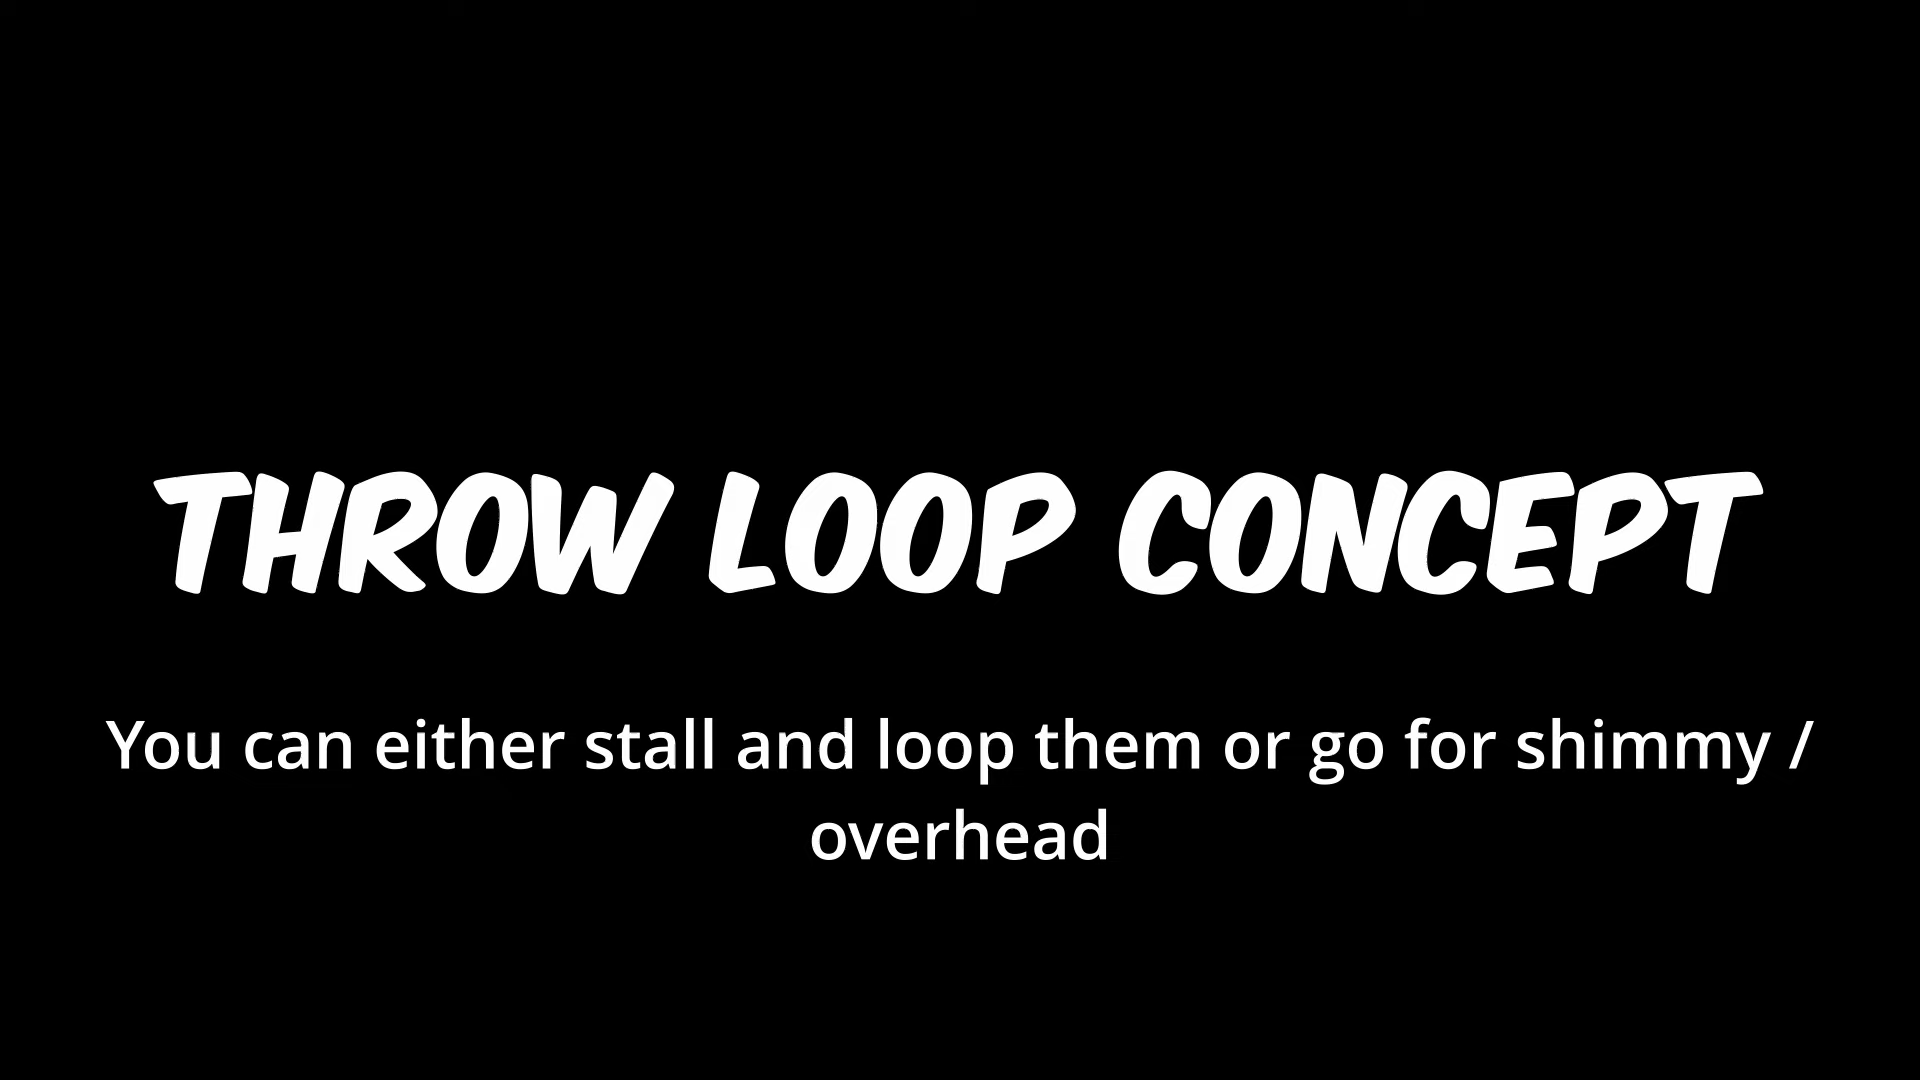 THROW LOOP CONCEPT
You can either stall and loop them or go for shimmy /
overhead